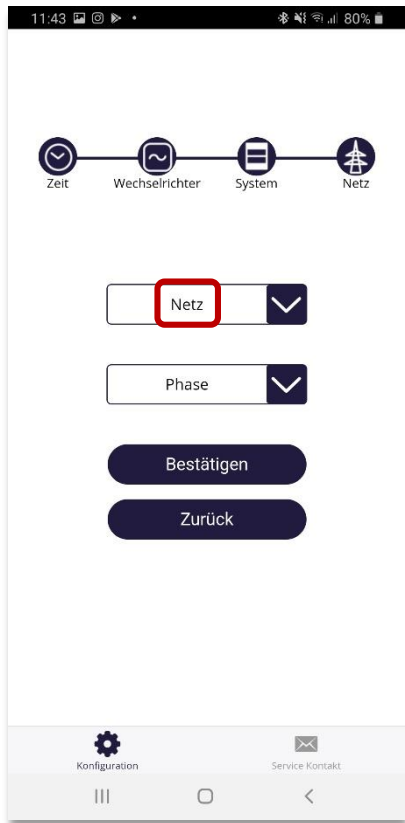 11:43 80%
Zeit Wechselrichter System Netz
Netz
Phase
Bestätigen
Zurück
Konfiguration Service Kontakt